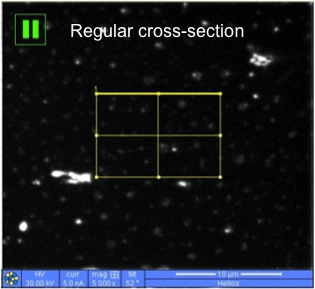 Regular cross-section
HV curr mag tilt 10 µm
30.00 kV 5.0 nA 5 000 x 52 ° Helios